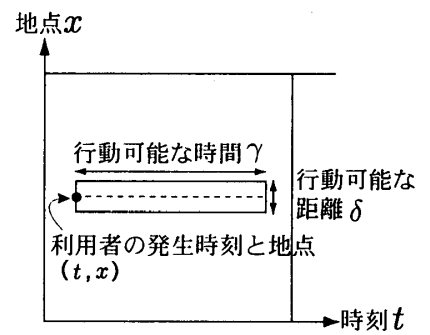 地点x
行動可能な時間γ
行動可能な
距離δ
利用者の発生時刻と地点
(t,x)
時刻t